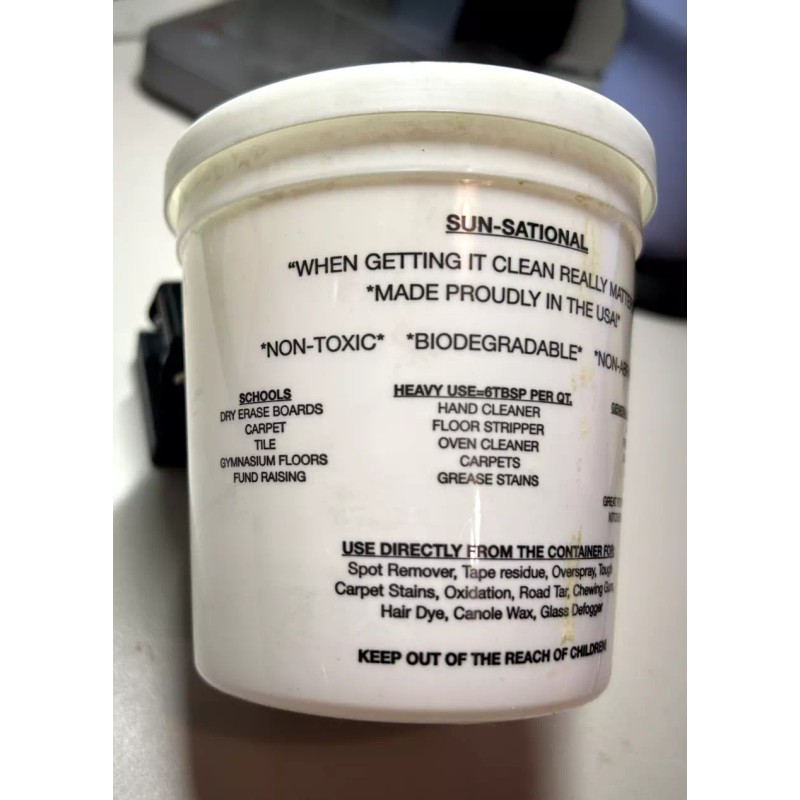 SUN-SATIONAL
"WHEN GETTING IT CLEAN REALLY
*MADE PROUDLY IN THE USA!*
*NON-TOXIC* *BIODEGRADABLE*
SCHOOLS
DRY ERASE BOARDS
CARPET
TILE
GYMNASIUM FLOORS
FUND RAISING
HEAVY USE=6TBSP PER QT.
HAND CLEANER
FLOOR STRIPPER
OVEN CLEANER
CARPETS
GREASE STAINS
USE DIRECTLY FROM THE CONTAINER FOR:
Spot Remover, Tape residue, Overspray, Tough
Carpet Stains, Oxidation, Road Tar, Chewing Gum,
Hair Dye, Canole Wax, Glass Defogger
KEEP OUT OF THE REACH OF CHILDREN!